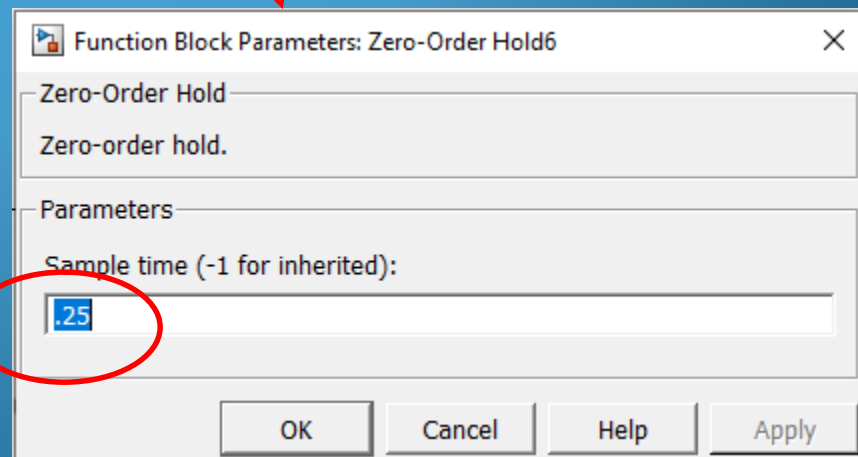 Function Block Parameters: Zero-Order Hold6
Zero-Order Hold
Zero-order hold.
Parameters
Sample time (-1 for inherited):
.25
OK Cancel Help Apply